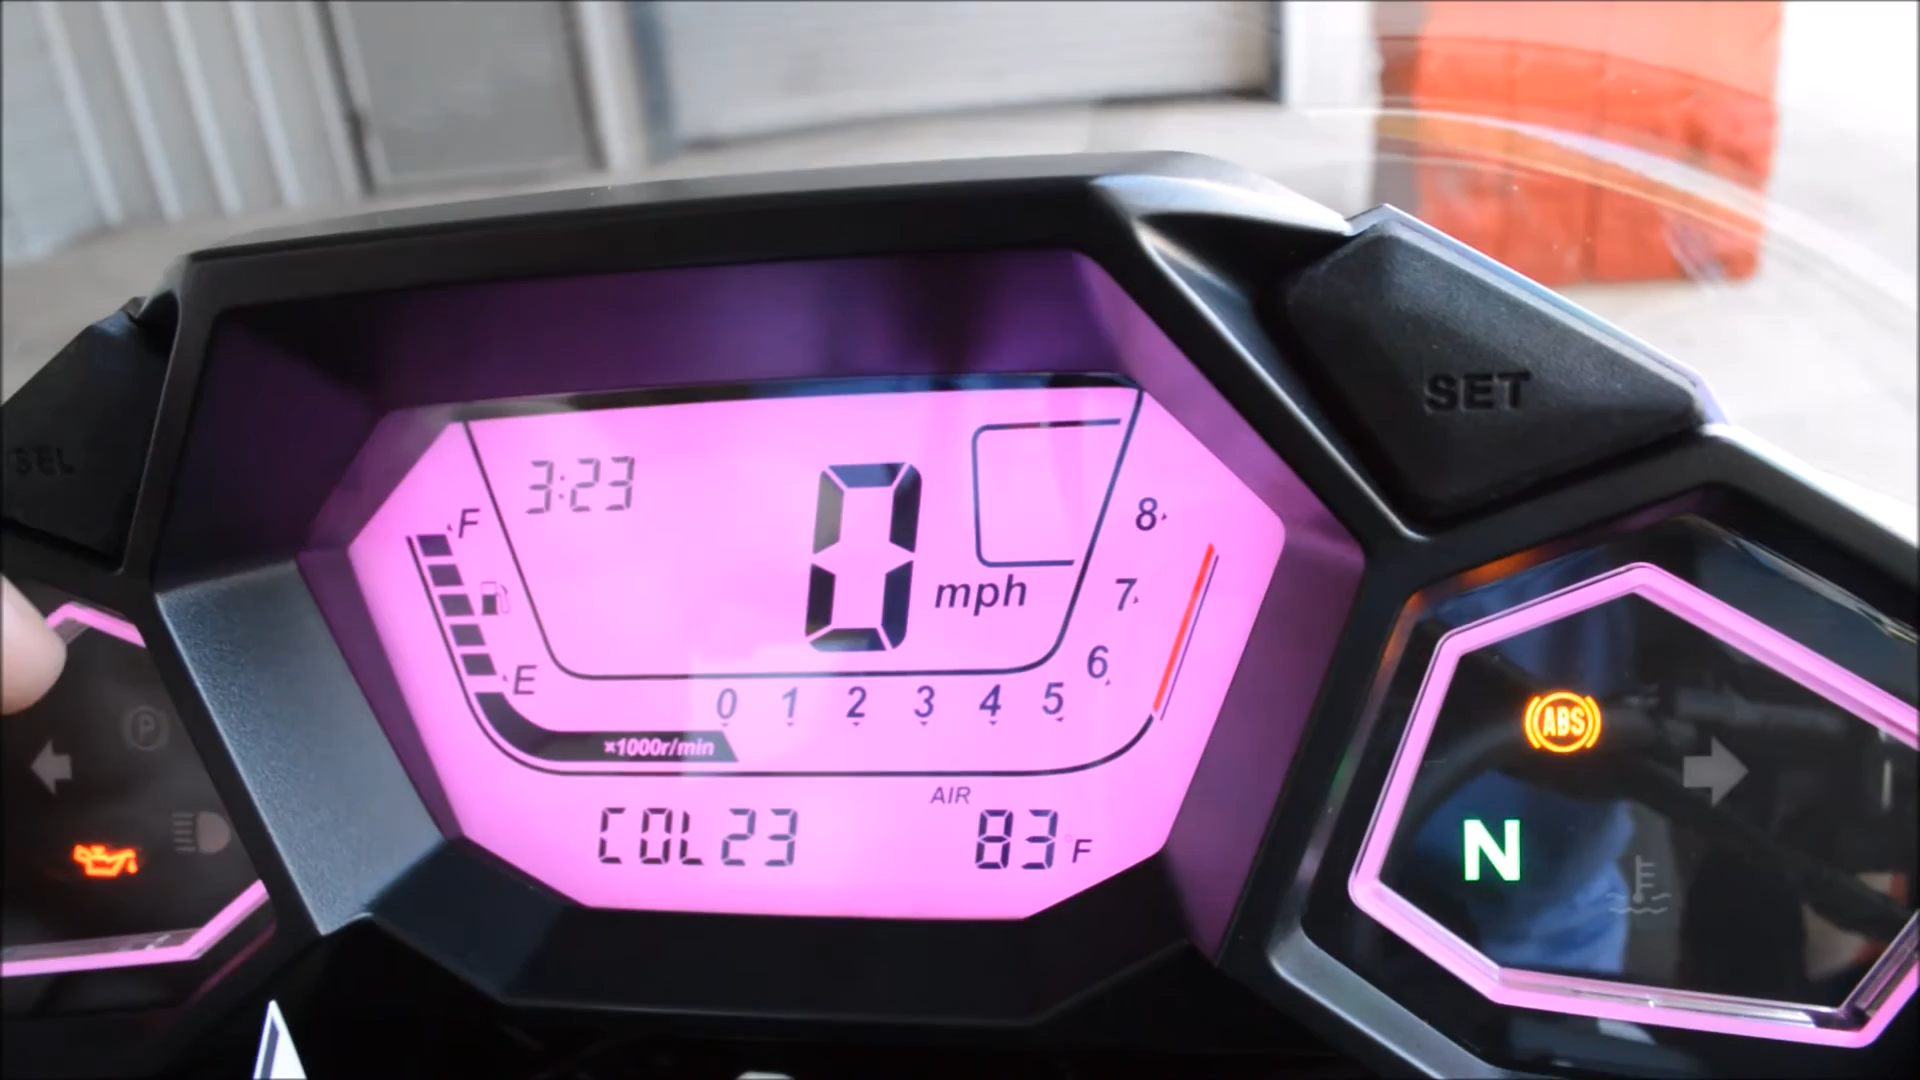 SEL
SET
3:23
F
0
mph
8
7
6
E
0 1 2 3 4 5
×1000r/min
P
AIR
COL23
83°F
ABS
N